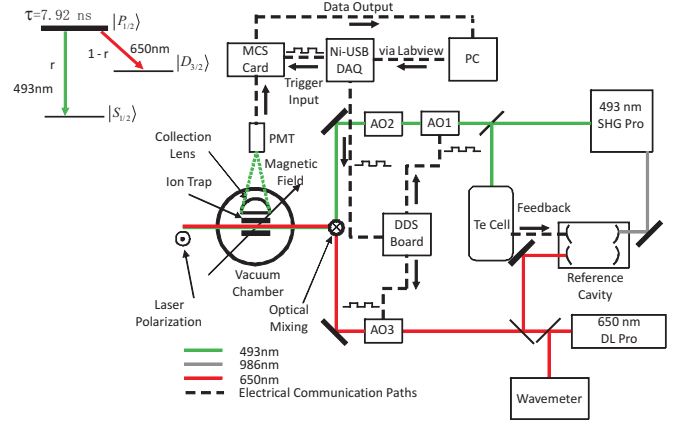 τ=7.92 ns
|P₁/₂⟩
r
1-r
650nm
|D₃/₂⟩
493nm
|S₁/₂⟩
Data Output
MCS
Card
Ni-USB
DAQ
via Labview
PC
Trigger
Input
PMT
Collection
Lens
Magnetic
Field
Ion Trap
AO2
AO1
493 nm
SHG Pro
Te Cell
Feedback
DDS
Board
Reference
Cavity
Vacuum
Chamber
Optical
Mixing
Laser
Polarization
AO3
650 nm
DL Pro
Wavemeter
493nm
986nm
650nm
Electrical Communication Paths